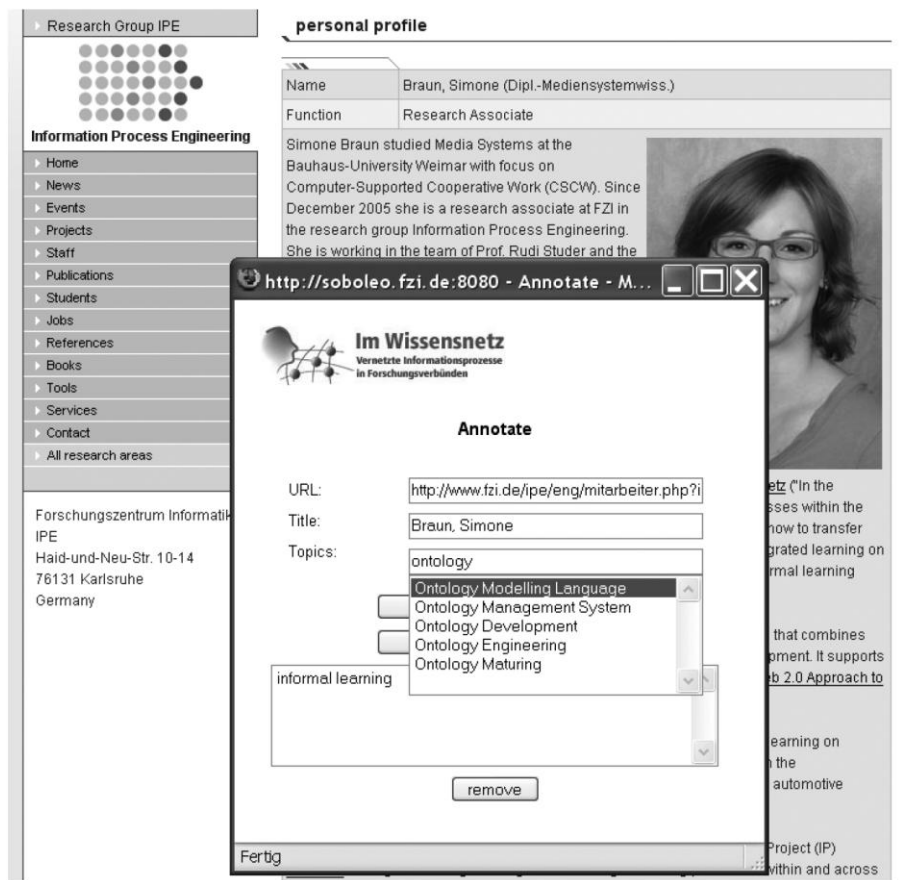 Research Group IPE
Information Process Engineering
Home
News
Events
Projects
Staff
Publications
Students
Jobs
References
Books
Tools
Services
Contact
All research areas
Forschungszentrum Informatik
IPE
Haid-und-Neu-Str. 10-14
76131 Karlsruhe
Germany
personal profile
Name Braun, Simone (Dipl.-Mediensystemwiss.)
Function Research Associate
Simone Braun studied Media Systems at the
Bauhaus-University Weimar with focus on
Computer-Supported Cooperative Work (CSCW). Since
December 2005 she is a research associate at FZI in
the research group Information Process Engineering.
She is working in the team of Prof. Rudi Studer and the
http://soboleo.fzi.de:8080 - Annotate - M...
Im Wissensnetz
Vernetzte Informationsprozesse
in Forschungsverbünden
Annotate
URL: http://www.fzi.de/ipe/eng/mitarbeiter.php?i
Title: Braun, Simone
Topics: ontology
Ontology Modelling Language
Ontology Management System
Ontology Development
Ontology Engineering
Ontology Maturing
informal learning
remove
Fertig
etz ("In the
sses within the
now to transfer
grated learning on
rmal learning
that combines
pment. It supports
eb 2.0 Approach to
earning on
the
automotive
Project (IP)
within and across